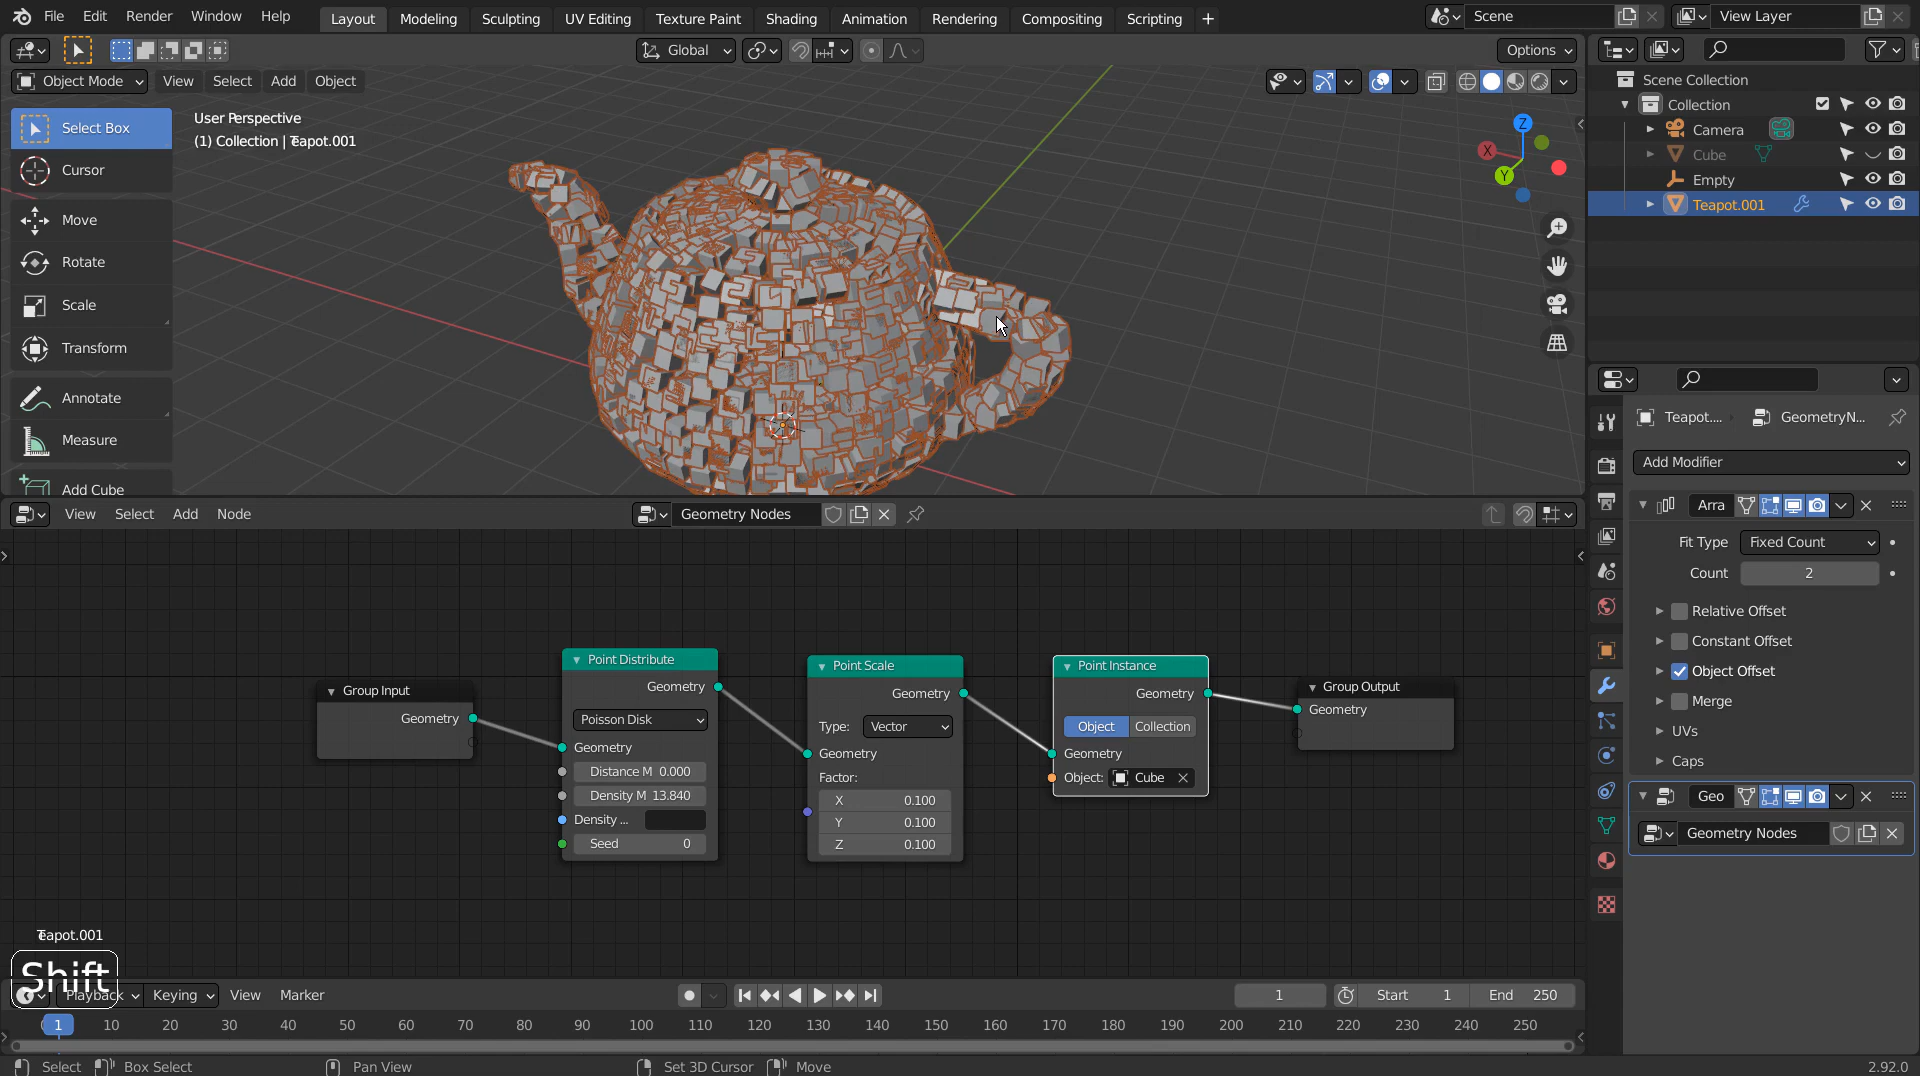 File Edit Render Window Help Layout Modeling Sculpting UV Editing Texture Paint Shading Animation Rendering Compositing Scripting + Scene View Layer
Global Options
Object Mode View Select Add Object
Select Box
Cursor
Move
Rotate
Scale
Transform
Annotate
Measure
Add Cube
User Perspective
(1) Collection | Teapot.001
Z
X
Y
Scene Collection
Collection
Camera
Cube
Empty
Teapot.001
Teapot.... GeometryN...
Add Modifier
Arra
Fit Type Fixed Count
Count 2
Relative Offset
Constant Offset
Object Offset
Merge
UVs
Caps
Geo
Geometry Nodes
View Select Add Node Geometry Nodes
Group Input
Geometry
Point Distribute
Geometry
Poisson Disk
Geometry
Distance M 0.000
Density M 13.840
Density ...
Seed 0
Point Scale
Geometry
Type: Vector
Geometry
Factor:
X 0.100
Y 0.100
Z 0.100
Point Instance
Geometry
Object Collection
Geometry
Object: Cube
Group Output
Geometry
Teapot.001
Shift
Playback Keying View Marker 1 Start 1 End 250
1 10 20 30 40 50 60 70 80 90 100 110 120 130 140 150 160 170 180 190 200 210 220 230 240 250
Select Box Select Pan View Set 3D Cursor Move 2.92.0